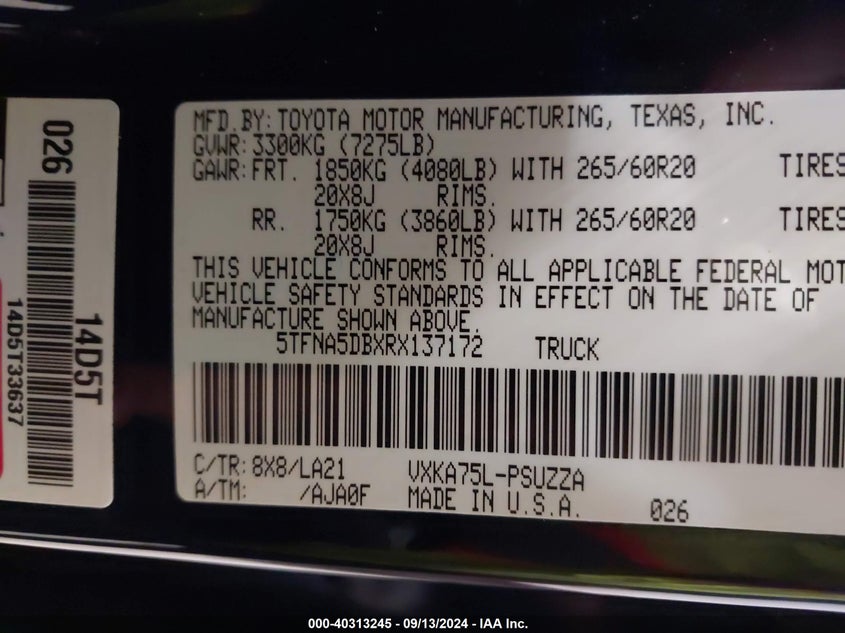 026
14D5T
14D5T33637
MFD.BY: TOYOTA MOTOR MANUFACTURING, TEXAS, INC.
GVWR: 3300KG (7275LB)
GAWR: FRT. 1850KG (4080LB) WITH 265/60R20 TIRES
20X8J RIMS.
RR. 1750KG (3860LB) WITH 265/60R20 TIRES
20X8J RIMS.
THIS VEHICLE CONFORMS TO ALL APPLICABLE FEDERAL MOT
VEHICLE SAFETY STANDARDS IN EFFECT ON THE DATE OF
MANUFACTURE SHOWN ABOVE.
5TFNA5DBXRX137172 TRUCK
C/TR: 8X8/LA21 VXKA75L-PSUZZA
A/TM: /AJA0F MADE IN U.S.A. 026
000-40313245 - 09/13/2024 - IAA Inc.